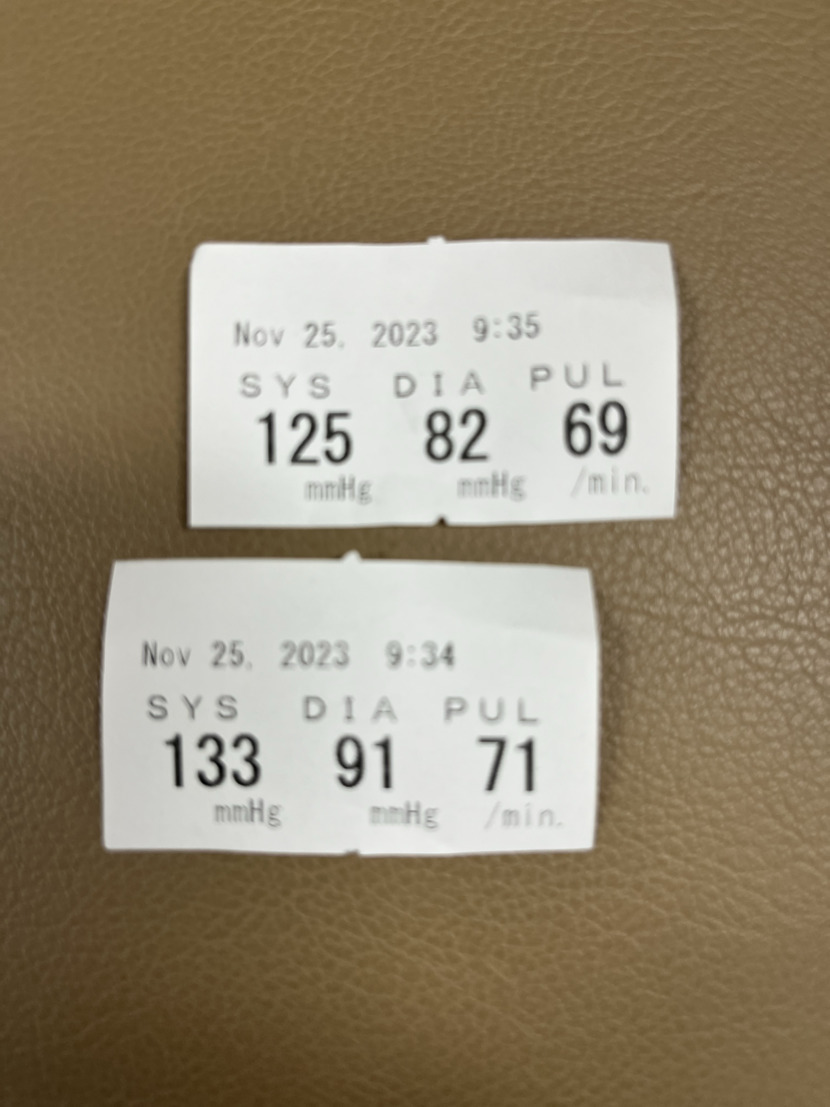 Nov 25, 2023 9:35
SYS DIA PUL
125 82 69
mmHg mmHg /min.
Nov 25, 2023 9:34
SYS DIA PUL
133 91 71
mmHg mmHg /min.